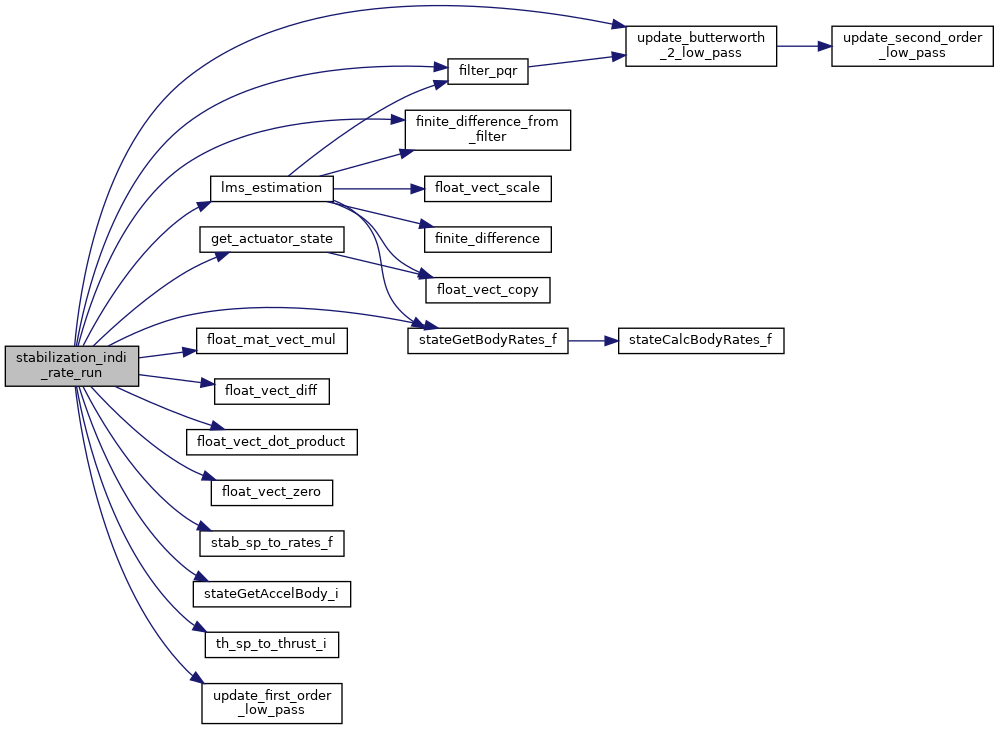 update_butterworth
_2_low_pass
update_second_order
_low_pass
filter_pqr
finite_difference_from
_filter
lms_estimation
float_vect_scale
get_actuator_state
finite_difference
float_vect_copy
stabilization_indi
_rate_run
float_mat_vect_mul
stateGetBodyRates_f
stateCalcBodyRates_f
float_vect_diff
float_vect_dot_product
float_vect_zero
stab_sp_to_rates_f
stateGetAccelBody_i
th_sp_to_thrust_i
update_first_order
_low_pass